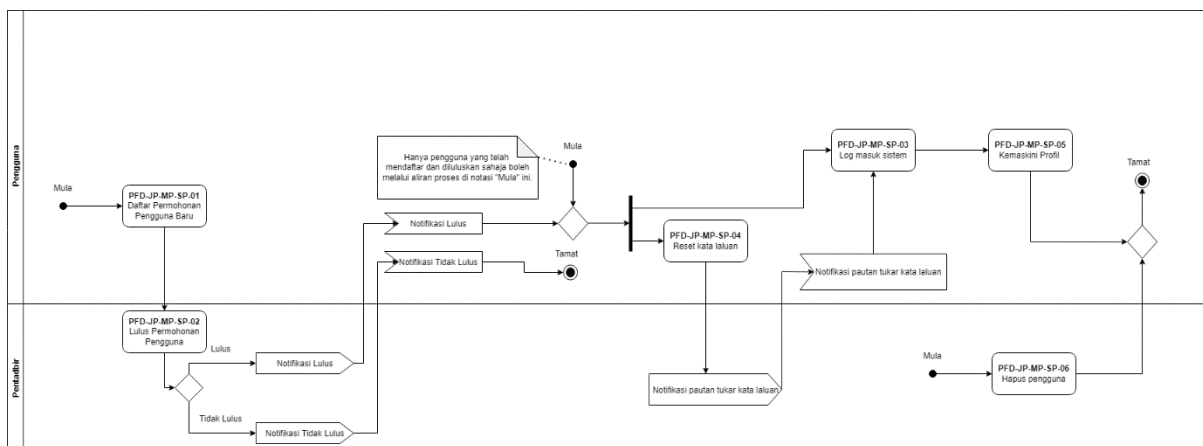 Pengguna
Mula
PFD-JP-MP-SP-01
Daftar Permohonan
Pengguna Baru
Hanya pengguna yang telah
mendaftar dan diluluskan sahaja boleh
melalui aliran proses di notasi "Mula" ini.
Mula
Notifikasi Lulus
Notifikasi Tidak Lulus
Tamat
PFD-JP-MP-SP-04
Reset kata laluan
PFD-JP-MP-SP-03
Log masuk sistem
PFD-JP-MP-SP-05
Kemaskini Profil
Tamat
Notifikasi pautan tukar kata laluan
Pentadbir
PFD-JP-MP-SP-02
Lulus Permohonan
Pengguna
Lulus
Notifikasi Lulus
Tidak Lulus
Notifikasi Tidak Lulus
Notifikasi pautan tukar kata laluan
Mula
PFD-JP-MP-SP-06
Hapus pengguna